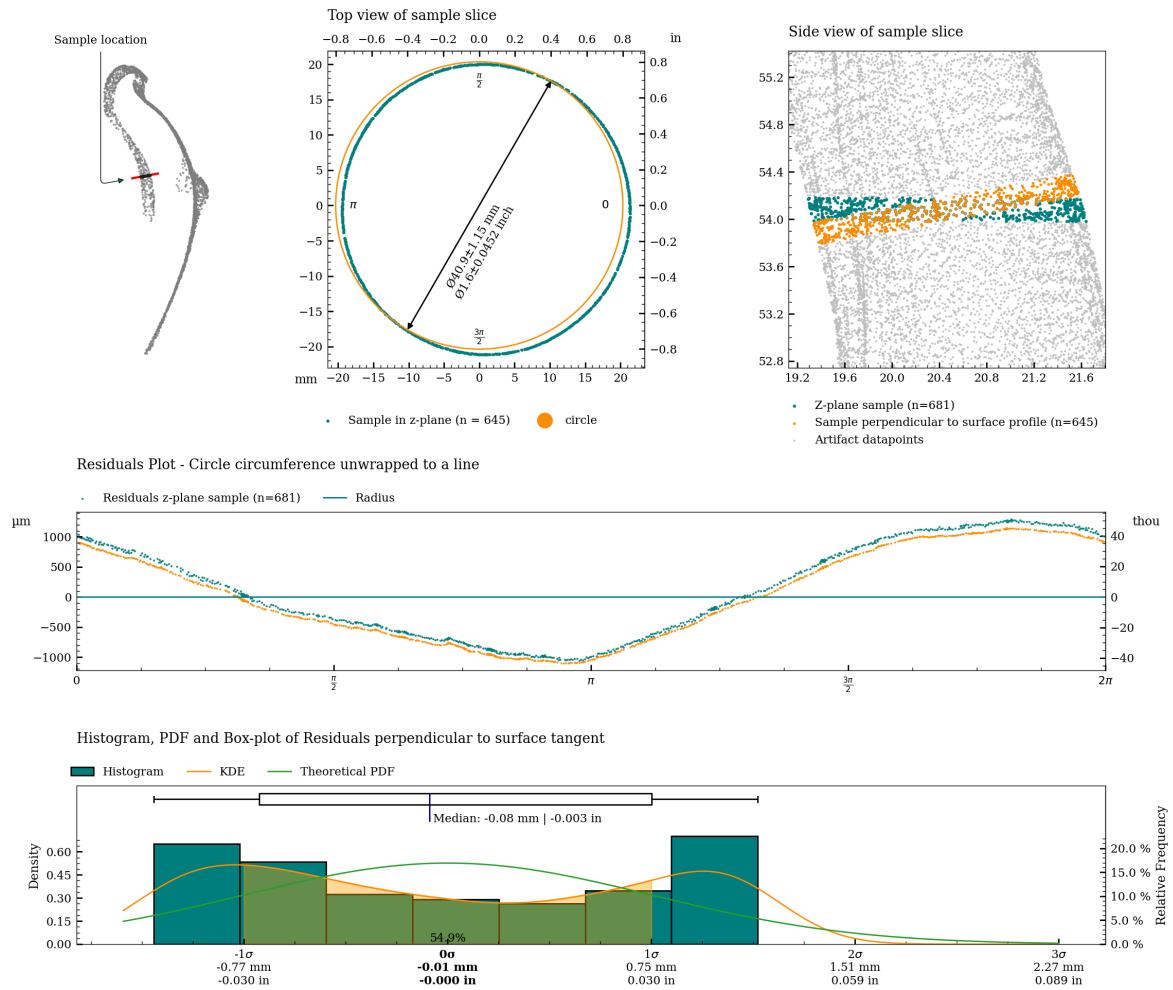 Sample location
Top view of sample slice
−0.8 −0.6 −0.4 −0.2 0.0 0.2 0.4 0.6 0.8 in
20 15 10 5 0 −5 −10 −15 −20
0.8 0.6 0.4 0.2 0.0 −0.2 −0.4 −0.6 −0.8
π/2
π
0
3π/2
Ø40.9±1.15 mm
Ø1.6±0.0452 inch
mm −20 −15 −10 −5 0 5 10 15 20
Sample in z-plane (n = 645)
circle
Side view of sample slice
55.2 54.8 54.4 54.0 53.6 53.2 52.8
19.2 19.6 20.0 20.4 20.8 21.2 21.6
Z-plane sample (n=681)
Sample perpendicular to surface profile (n=645)
Artifact datapoints
Residuals Plot - Circle circumference unwrapped to a line
Residuals z-plane sample (n=681)
Radius
µm
thou
1000 500 0 −500 −1000
40 20 0 −20 −40
0 π/2 π 3π/2 2π
Histogram, PDF and Box-plot of Residuals perpendicular to surface tangent
Histogram
KDE
Theoretical PDF
Median: -0.08 mm | -0.003 in
Density
0.60 0.45 0.30 0.15 0.00
Relative Frequency
20.0 % 15.0 % 10.0 % 5.0 % 0.0 %
54.9%
-1σ 0σ 1σ 2σ 3σ
-0.77 mm -0.01 mm 0.75 mm 1.51 mm 2.27 mm
-0.030 in -0.000 in 0.030 in 0.059 in 0.089 in